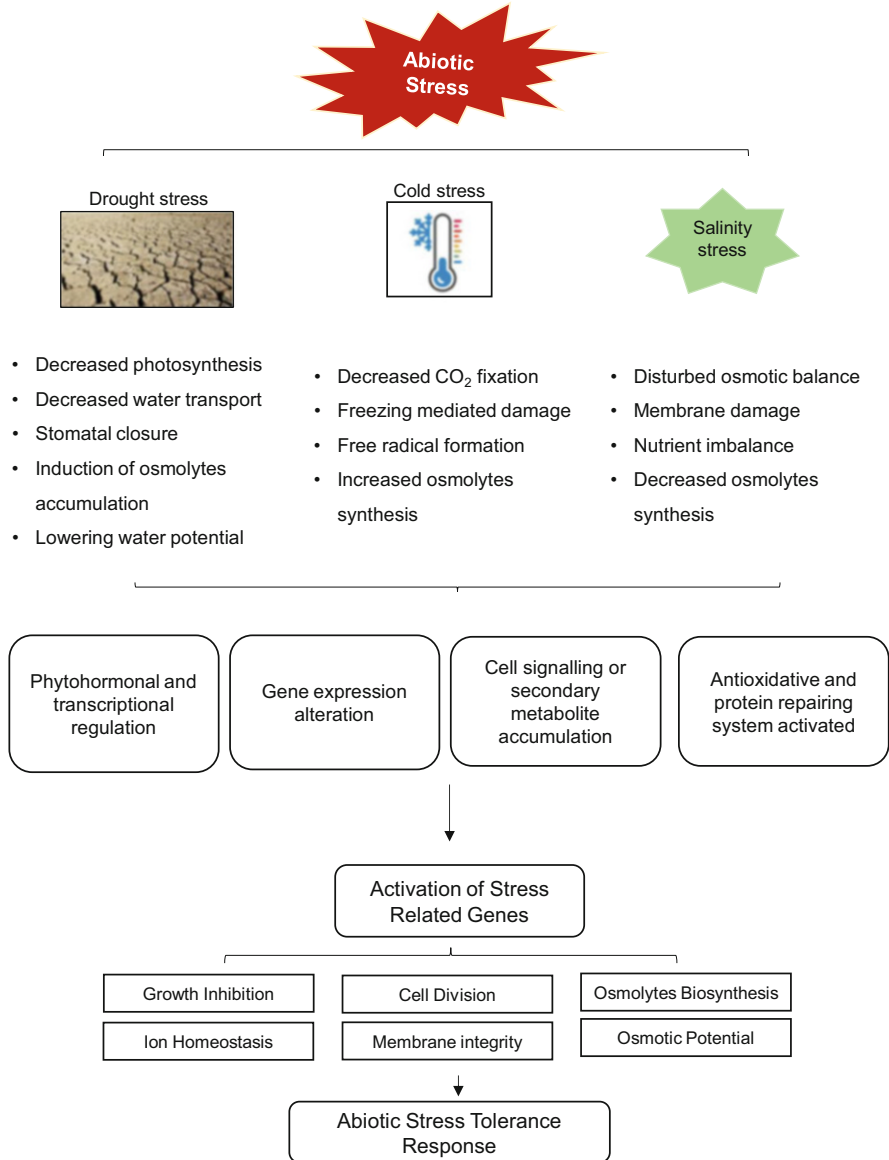 Abiotic
Stress
Drought stress
Cold stress
Salinity
stress
• Decreased photosynthesis
• Decreased water transport
• Stomatal closure
• Induction of osmolytes
accumulation
• Lowering water potential
• Decreased CO₂ fixation
• Freezing mediated damage
• Free radical formation
• Increased osmolytes
synthesis
• Disturbed osmotic balance
• Membrane damage
• Nutrient imbalance
• Decreased osmolytes
synthesis
Phytohormonal and
transcriptional
regulation
Gene expression
alteration
Cell signalling or
secondary
metabolite
accumulation
Antioxidative and
protein repairing
system activated
Activation of Stress
Related Genes
Growth Inhibition
Cell Division
Osmolytes Biosynthesis
Ion Homeostasis
Membrane integrity
Osmotic Potential
Abiotic Stress Tolerance
Response